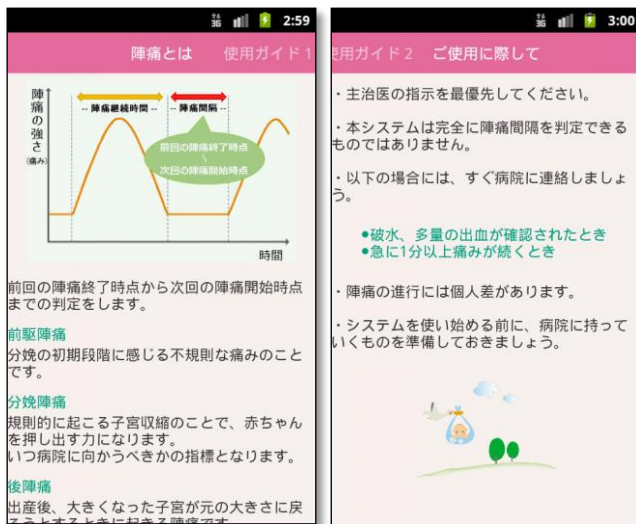 3G
2:59
陣痛とは
使用ガイド1
陣痛の強さ
(痛み)
-- 陣痛継続時間 --
-- 陣痛間隔 --
前回の陣痛終了時点
~
次回の陣痛開始時点
時間
前回の陣痛終了時点から次回の陣痛開始時点
までの判定をします。
前駆陣痛
分娩の初期段階に感じる不規則な痛みのこと
です。
分娩陣痛
規則的に起こる子宮収縮のことで、赤ちゃん
を押し出す力になります。
いつ病院に向かうべきかの指標となります。
後陣痛
出産後、大きくなった子宮が元の大きさに戻
ろうとするときに起きる陣痛です
3G
3:00
使用ガイド2
ご使用に際して
・主治医の指示を最優先してください。
・本システムは完全に陣痛間隔を判定できる
ものではありません。
・以下の場合には、すぐ病院に連絡しましょ
う。
●破水、多量の出血が確認されたとき
●急に1分以上痛みが続くとき
・陣痛の進行には個人差があります。
・システムを使い始める前に、病院に持って
いくものを準備しておきましょう。